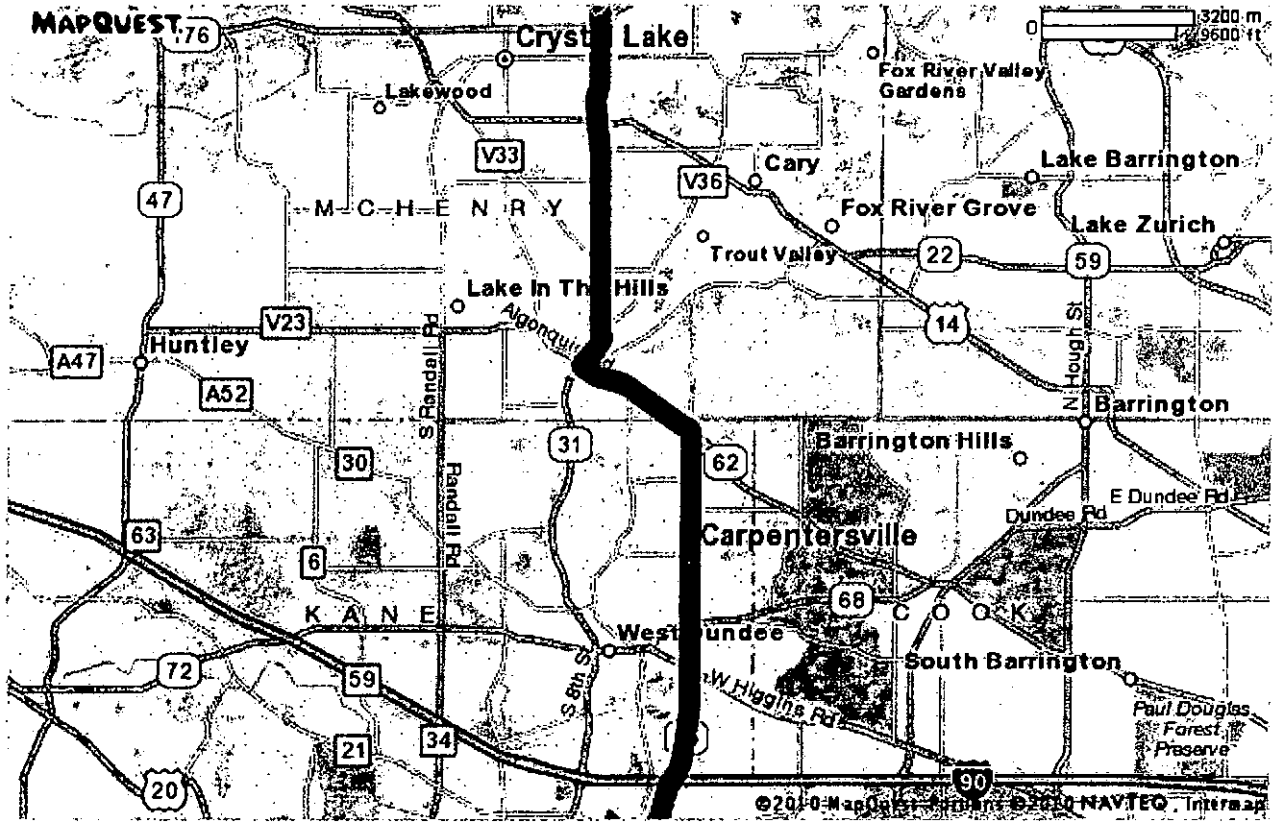 MAPQUEST
76
Crystal Lake
3200 m
0
9600 ft
Fox River Valley
Gardens
Lakewood
V33
Cary
Lake Barrington
V36
47
MCHENRY
Fox River Grove
Lake Zurich
Trout Valley
22
59
Lake In The Hills
V23
Algonquin
14
N Hough St
Huntley
A47
A52
S Randall Rd
Barrington
31
Barrington Hills
62
30
Randall Rd
E Dundee Rd
Dundee Rd
63
Carpentersville
6
68
KANE
COOK
West Dundee
South Barrington
72
59
S 8th St
W Higgins Rd
Paul Douglas
Forest
Preserve
21
34
20
90
©2010 MapQuest Portions ©2010 NAVTEQ, Intermap